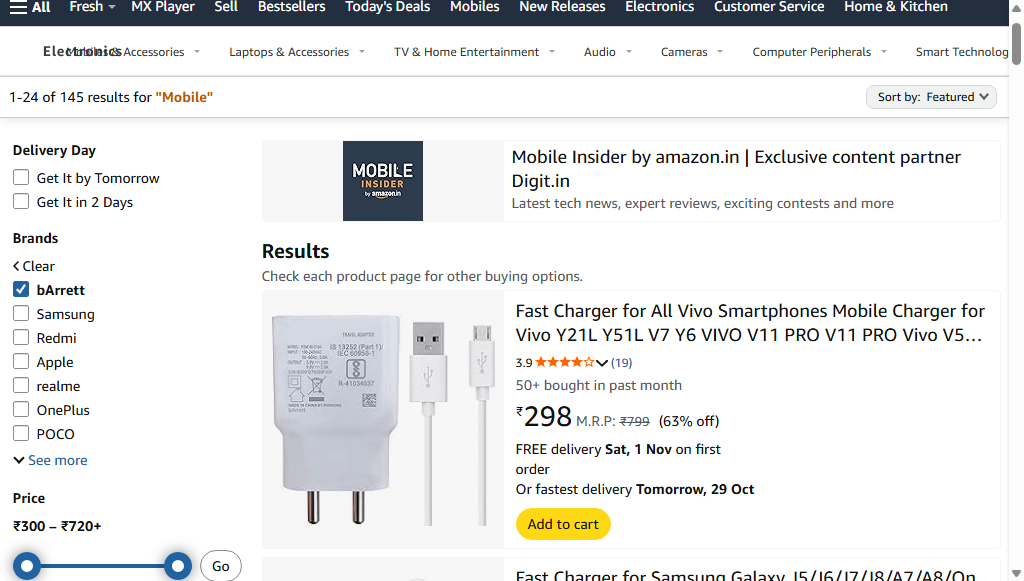 All Fresh MX Player Sell Bestsellers Today's Deals Mobiles New Releases Electronics Customer Service Home & Kitchen
Electronics Mobiles & Accessories Laptops & Accessories TV & Home Entertainment Audio Cameras Computer Peripherals Smart Technolog
1-24 of 145 results for "Mobile"
Sort by: Featured
Delivery Day
Get It by Tomorrow
Get It in 2 Days
Brands
Clear
bArrett
Samsung
Redmi
Apple
realme
OnePlus
POCO
See more
Price
₹300 – ₹720+
Go
MOBILE
INSIDER
by amazon.in
Mobile Insider by amazon.in | Exclusive content partner
Digit.in
Latest tech news, expert reviews, exciting contests and more
Results
Check each product page for other buying options.
TRAVEL ADAPTER
IS 13252 (Part 1)/
IEC 60950-1
R-41034037
Fast Charger for All Vivo Smartphones Mobile Charger for
Vivo Y21L Y51L V7 Y6 VIVO V11 PRO V11 PRO Vivo V5...
3.9 (19)
50+ bought in past month
₹298 M.R.P: ₹799 (63% off)
FREE delivery Sat, 1 Nov on first
order
Or fastest delivery Tomorrow, 29 Oct
Add to cart
Fast Charger for Samsung Galaxy J5/J6/J7/J8/A7/A8/On